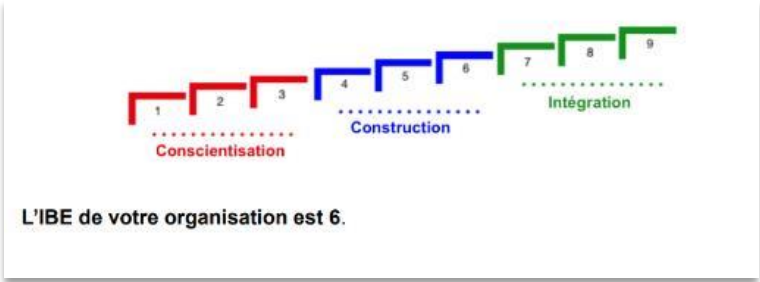 1 2 3 4 5 6 7 8 9
Conscientisation
Construction
Intégration
L'IBE de votre organisation est 6.